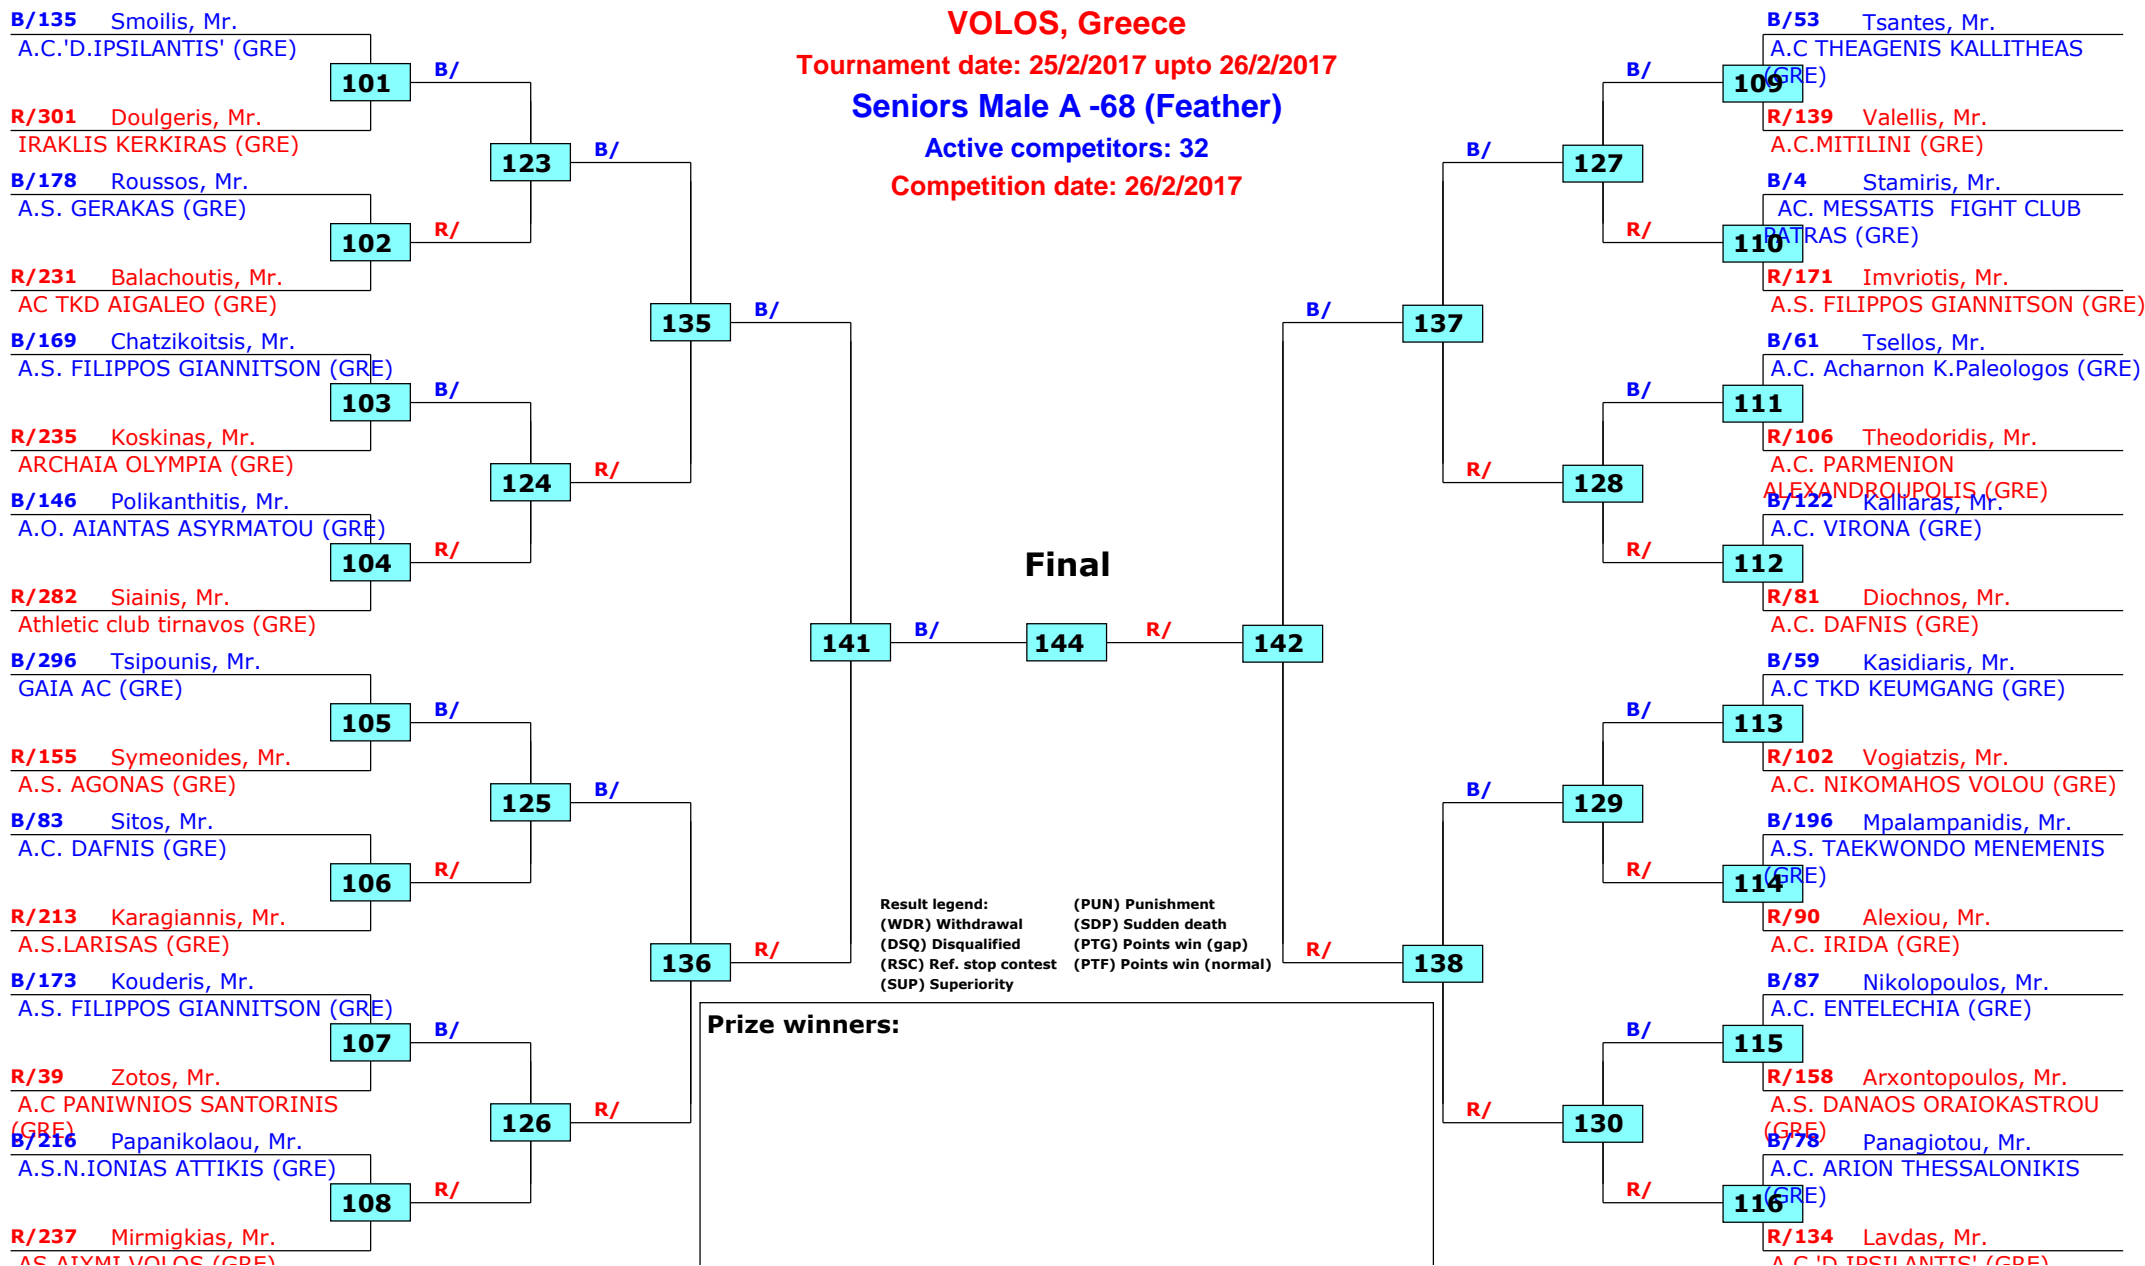 VOLOS, Greece
Tournament date: 25/2/2017 upto 26/2/2017
Seniors Male A -68 (Feather)
Active competitors: 32
Competition date: 26/2/2017
B/135 Smoilis, Mr.
A.C.'D.IPSILANTIS' (GRE)
101
B/
R/301 Doulgeris, Mr.
IRAKLIS KERKIRAS (GRE)
123
B/
B/178 Roussos, Mr.
A.S. GERAKAS (GRE)
102
R/
R/231 Balachoutis, Mr.
AC TKD AIGALEO (GRE)
135
B/
B/169 Chatzikoitsis, Mr.
A.S. FILIPPOS GIANNITSON (GRE)
103
B/
R/235 Koskinas, Mr.
ARCHAIA OLYMPIA (GRE)
124
R/
B/146 Polikanthitis, Mr.
A.O. AIANTAS ASYRMATOU (GRE)
104
R/
R/282 Siainis, Mr.
Athletic club tirnavos (GRE)
141
B/
B/296 Tsipounis, Mr.
GAIA AC (GRE)
105
B/
R/155 Symeonides, Mr.
A.S. AGONAS (GRE)
125
B/
B/83 Sitos, Mr.
A.C. DAFNIS (GRE)
106
R/
R/213 Karagiannis, Mr.
A.S.LARISAS (GRE)
136
R/
B/173 Kouderis, Mr.
A.S. FILIPPOS GIANNITSON (GRE)
107
B/
R/39 Zotos, Mr.
A.C PANIWNIOS SANTORINIS
(GRE)
126
R/
B/216 Papanikolaou, Mr.
A.S.N.IONIAS ATTIKIS (GRE)
108
R/
R/237 Mirmigkias, Mr.
AS AIXMI VOLOS (GRE)
Final
144
R/
142
Result legend:
(WDR) Withdrawal
(DSQ) Disqualified
(RSC) Ref. stop contest
(SUP) Superiority
(PUN) Punishment
(SDP) Sudden death
(PTG) Points win (gap)
(PTF) Points win (normal)
Prize winners:
B/53 Tsantes, Mr.
A.C THEAGENIS KALLITHEAS
(GRE)
B/
109
R/139 Valellis, Mr.
A.C.MITILINI (GRE)
B/
127
B/4 Stamiris, Mr.
AC. MESSATIS FIGHT CLUB
PATRAS (GRE)
R/
110
R/171 Imvriotis, Mr.
A.S. FILIPPOS GIANNITSON (GRE)
B/
137
B/61 Tsellos, Mr.
A.C. Acharnon K.Paleologos (GRE)
B/
111
R/106 Theodoridis, Mr.
A.C. PARMENION
ALEXANDROUPOLIS (GRE)
R/
128
B/122 Kalliaras, Mr.
A.C. VIRONA (GRE)
R/
112
R/81 Diochnos, Mr.
A.C. DAFNIS (GRE)
B/59 Kasidiaris, Mr.
A.C TKD KEUMGANG (GRE)
B/
113
R/102 Vogiatzis, Mr.
A.C. NIKOMAHOS VOLOU (GRE)
B/
129
B/196 Mpalampanidis, Mr.
A.S. TAEKWONDO MENEMENIS
(GRE)
R/
114
R/90 Alexiou, Mr.
A.C. IRIDA (GRE)
R/
138
B/87 Nikolopoulos, Mr.
A.C. ENTELECHIA (GRE)
B/
115
R/158 Arxontopoulos, Mr.
A.S. DANAOS ORAIOKASTROU
(GRE)
R/
130
B/78 Panagiotou, Mr.
A.C. ARION THESSALONIKIS
(GRE)
R/
116
R/134 Lavdas, Mr.
A.C.'D.IPSILANTIS' (GRE)